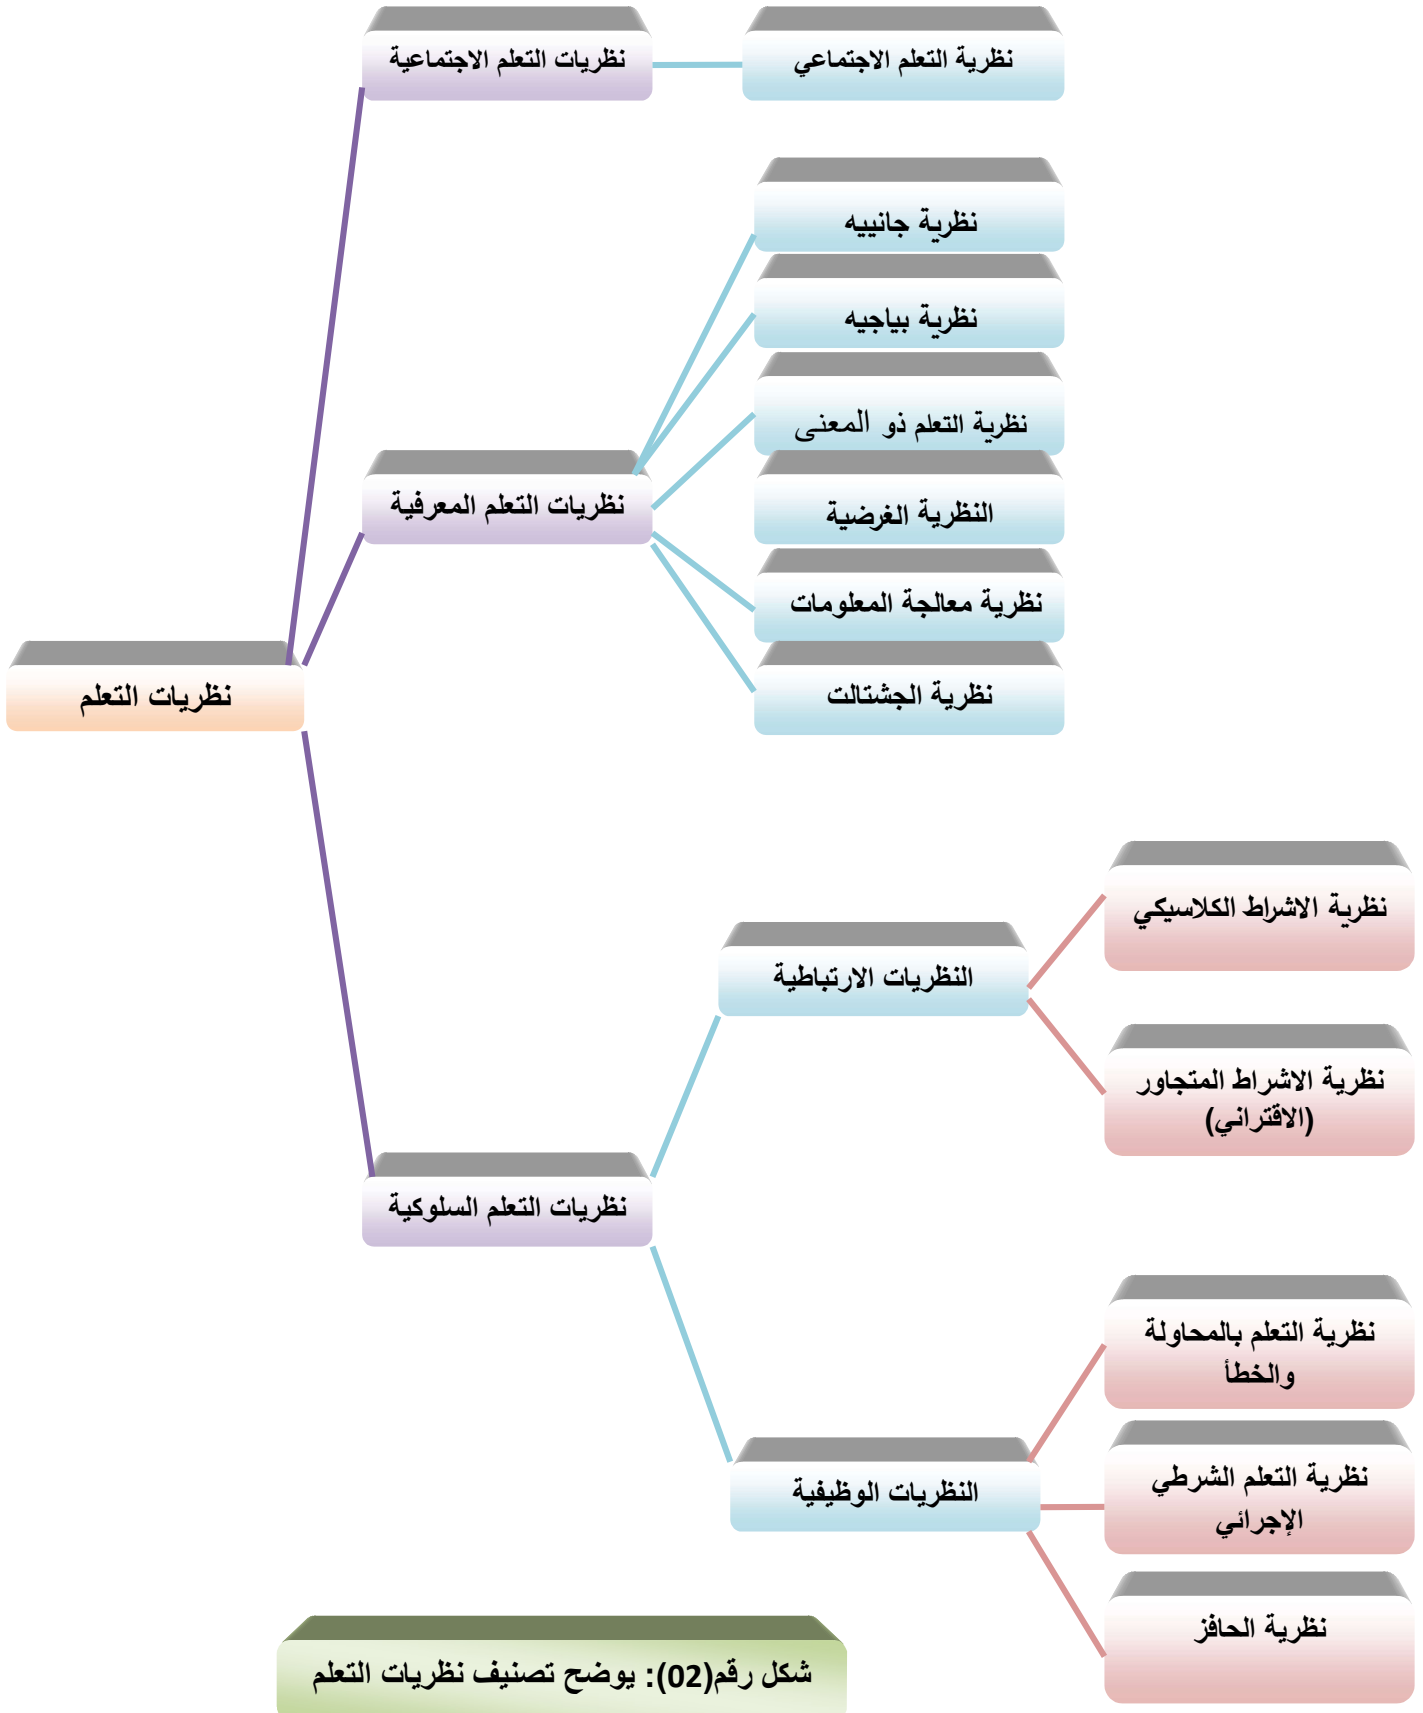 نظريات التعلم الاجتماعية
نظرية التعلم الاجتماعي
نظرية جانييه
نظرية بياجيه
نظرية التعلم ذو المعنى
نظريات التعلم المعرفية
النظرية الغرضية
نظرية معالجة المعلومات
نظرية الجشتالت
نظريات التعلم
نظرية الاشراط الكلاسيكي
النظريات الارتباطية
نظرية الاشراط المتجاور
(الاقتراني)
نظريات التعلم السلوكية
نظرية التعلم بالمحاولة
والخطأ
نظرية التعلم الشرطي
الإجرائي
النظريات الوظيفية
نظرية الحافز
شكل رقم(02): يوضح تصنيف نظريات التعلم